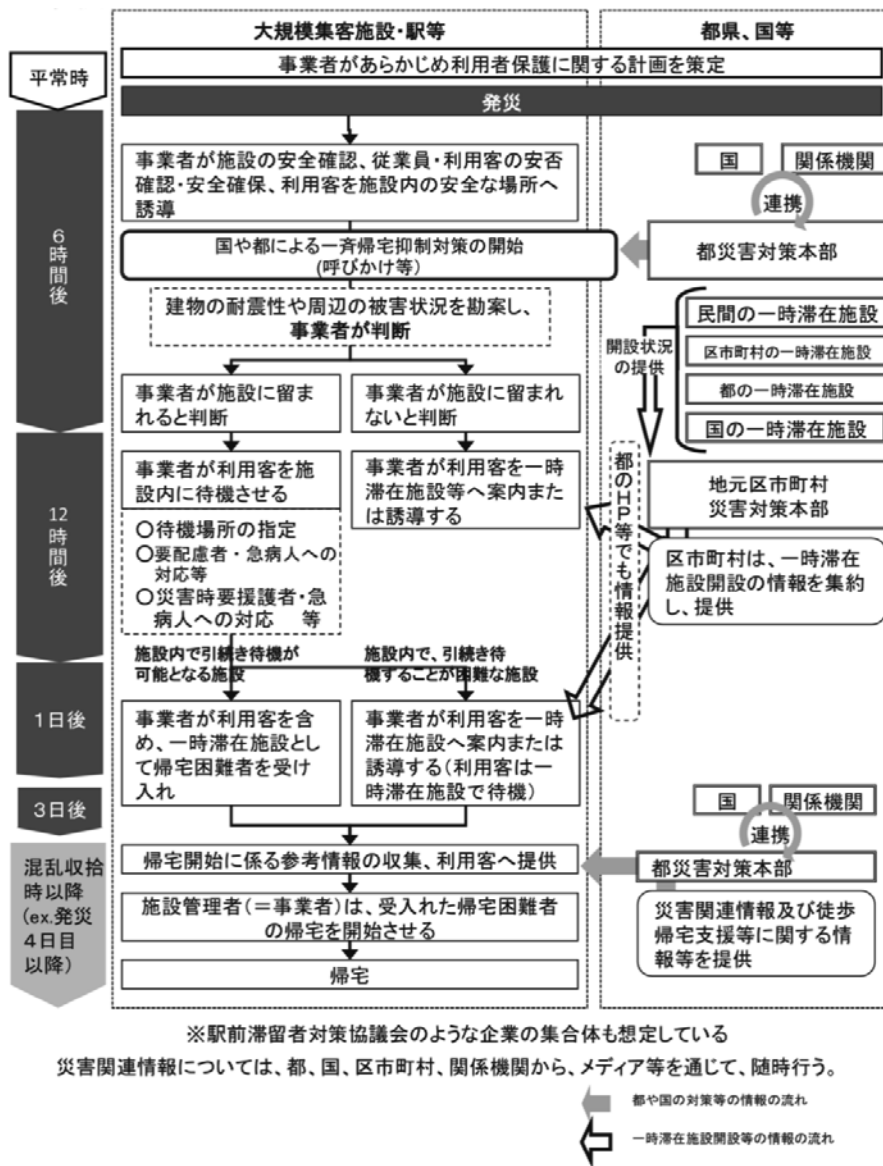 大規模集客施設・駅等
都県、国等
平常時
事業者があらかじめ利用者保護に関する計画を策定
発災
6時間後
事業者が施設の安全確認、従業員・利用客の安否
確認・安全確保、利用客を施設内の安全な場所へ
誘導
国
関係機関
連携
国や都による一斉帰宅抑制対策の開始
(呼びかけ等)
都災害対策本部
建物の耐震性や周辺の被害状況を勘案し、
事業者が判断
開設状況
の提供
民間の一時滞在施設
区市町村の一時滞在施設
都の一時滞在施設
国の一時滞在施設
事業者が施設に留ま
れると判断
事業者が施設に留まれ
ないと判断
12時間後
事業者が利用客を施
設内に待機させる
事業者が利用客を一時
滞在施設等へ案内また
は誘導する
地元区市町村
災害対策本部
〇待機場所の指定
〇要配慮者・急病人への
対応等
〇災害時要援護者・急
病人への対応 等
都のHP等でも情報提供
区市町村は、一時滞在
施設開設の情報を集約
し、提供
施設内で引続き待機が
可能となる施設
施設内で、引続き待
機することが困難な施設
1日後
事業者が利用客を含
め、一時滞在施設とし
て帰宅困難者を受け
入れ
事業者が利用客を一時
滞在施設へ案内または
誘導する(利用客は一
時滞在施設で待機)
3日後
国
関係機関
連携
混乱収拾
時以降
(ex.発災
4日目
以降)
帰宅開始に係る参考情報の収集、利用客へ提供
都災害対策本部
施設管理者(＝事業者)は、受入れた帰宅困難者
の帰宅を開始させる
災害関連情報及び徒歩
帰宅支援等に関する情
報等を提供
帰宅
※駅前滞留者対策協議会のような企業の集合体も想定している
災害関連情報については、都、国、区市町村、関係機関から、メディア等を通じて、随時行う。
都や国の対策等の情報の流れ
一時滞在施設開設等の情報の流れ